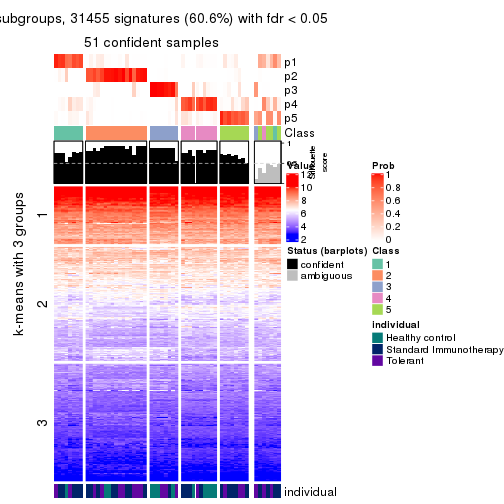 subgroups, 31455 signatures (60.6%) with fdr < 0.05
51 confident samples
p1
p2
p3
p4
p5
Class
1
Silhouette
score
k-means with 3 groups
1
2
3
Value
12
10
8
6
4
2
Prob
1
0.8
0.6
0.4
0.2
0
Status (barplots)
confident
ambiguous
Class
1
2
3
4
5
individual
Healthy control
Standard Immunotherapy
Tolerant
individual